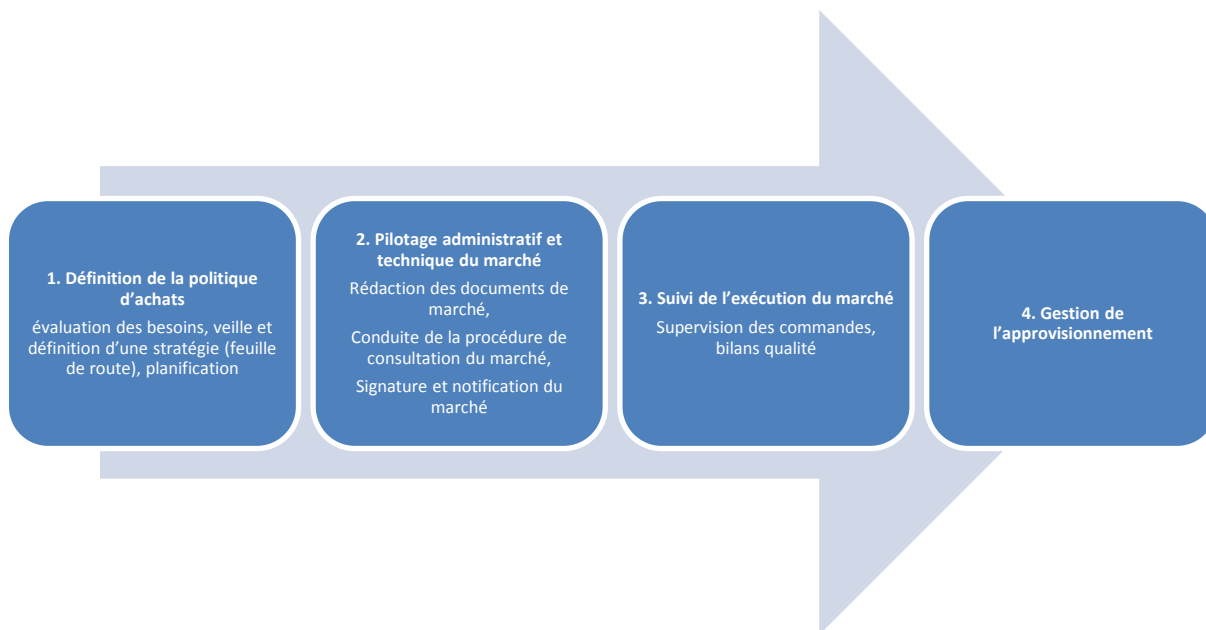 1. Définition de la politique
d’achats
évaluation des besoins, veille et
définition d’une stratégie (feuille
de route), planification
2. Pilotage administratif et
technique du marché
Rédaction des documents de
marché,
Conduite de la procédure de
consultation du marché,
Signature et notification du
marché
3. Suivi de l’exécution du marché
Supervision des commandes,
bilans qualité
4. Gestion de
l’approvisionnement